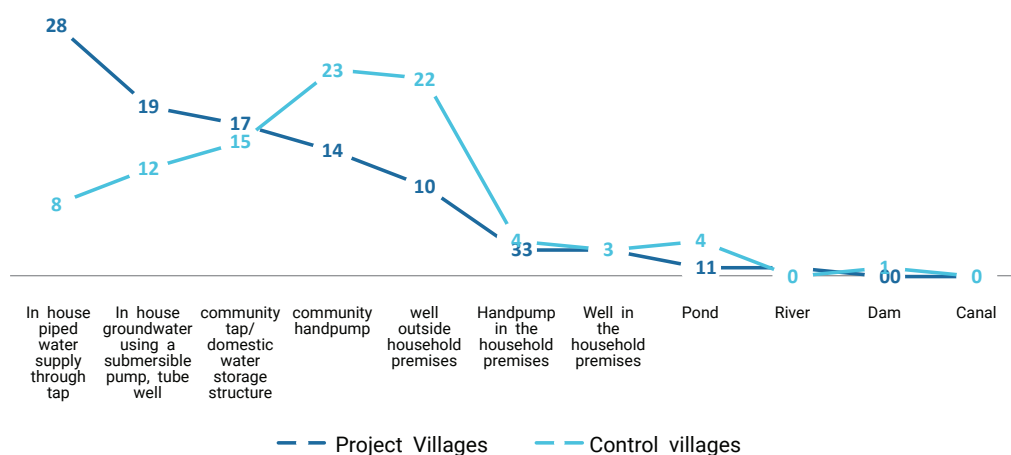 28
23
22
19
17
15
14
12
10
8
4
33
3
4
11
0
1
00
0
In house piped water supply through tap
In house groundwater using a submersible pump, tube well
community tap/ domestic water storage structure
community handpump
well outside household premises
Handpump in the household premises
Well in the household premises
Pond
River
Dam
Canal
Project Villages
Control villages